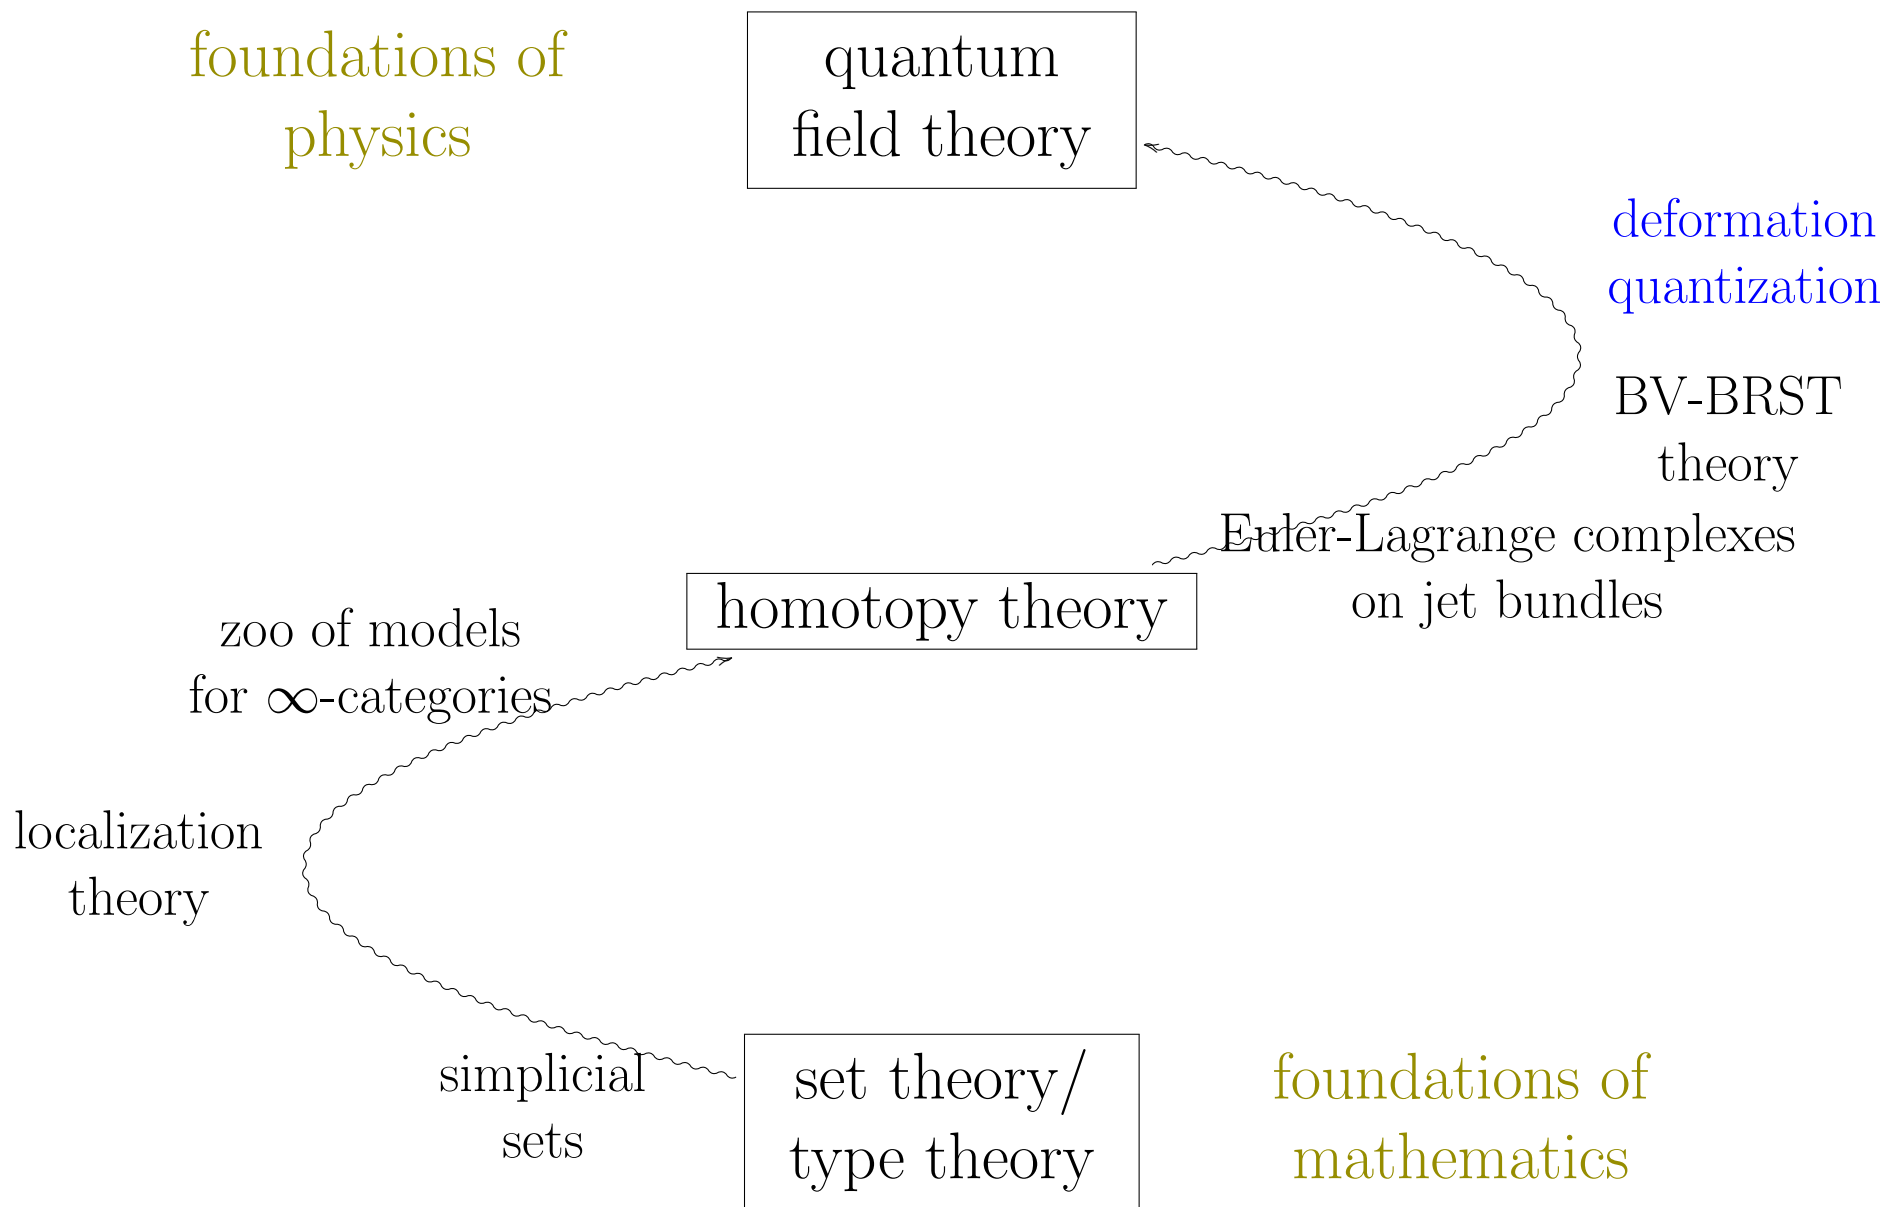 foundations of
physics
quantum
field theory
deformation
quantization
BV-BRST
theory
Euler-Lagrange complexes
on jet bundles
homotopy theory
zoo of models
for ∞-categories
localization
theory
simplicial
sets
set theory/
type theory
foundations of
mathematics